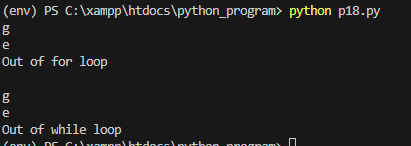 (env) PS C:\xampp\htdocs\python_program> python p18.py
g
e
Out of for loop
g
e
Out of while loop
(env) PS C:\xampp\htdocs\python_program>